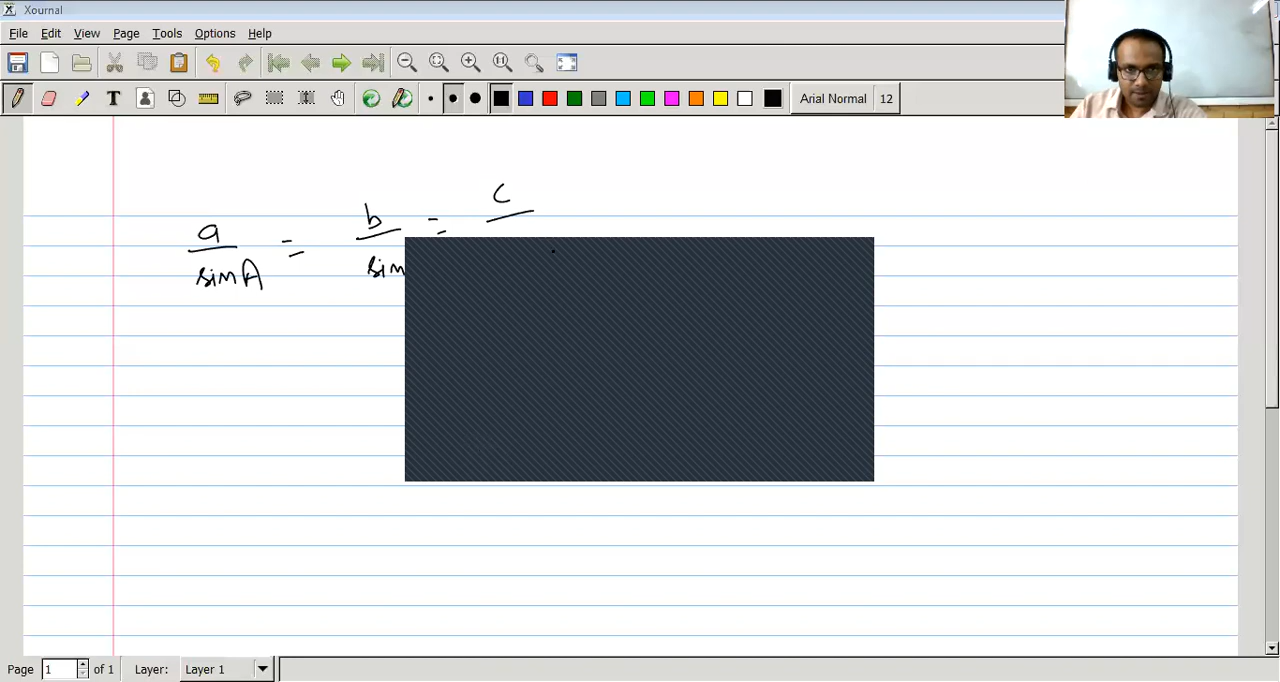 Xournal
File Edit View Page Tools Options Help
Arial Normal 12
a/sinA = b/sin = c/
Page 1 of 1 Layer: Layer 1